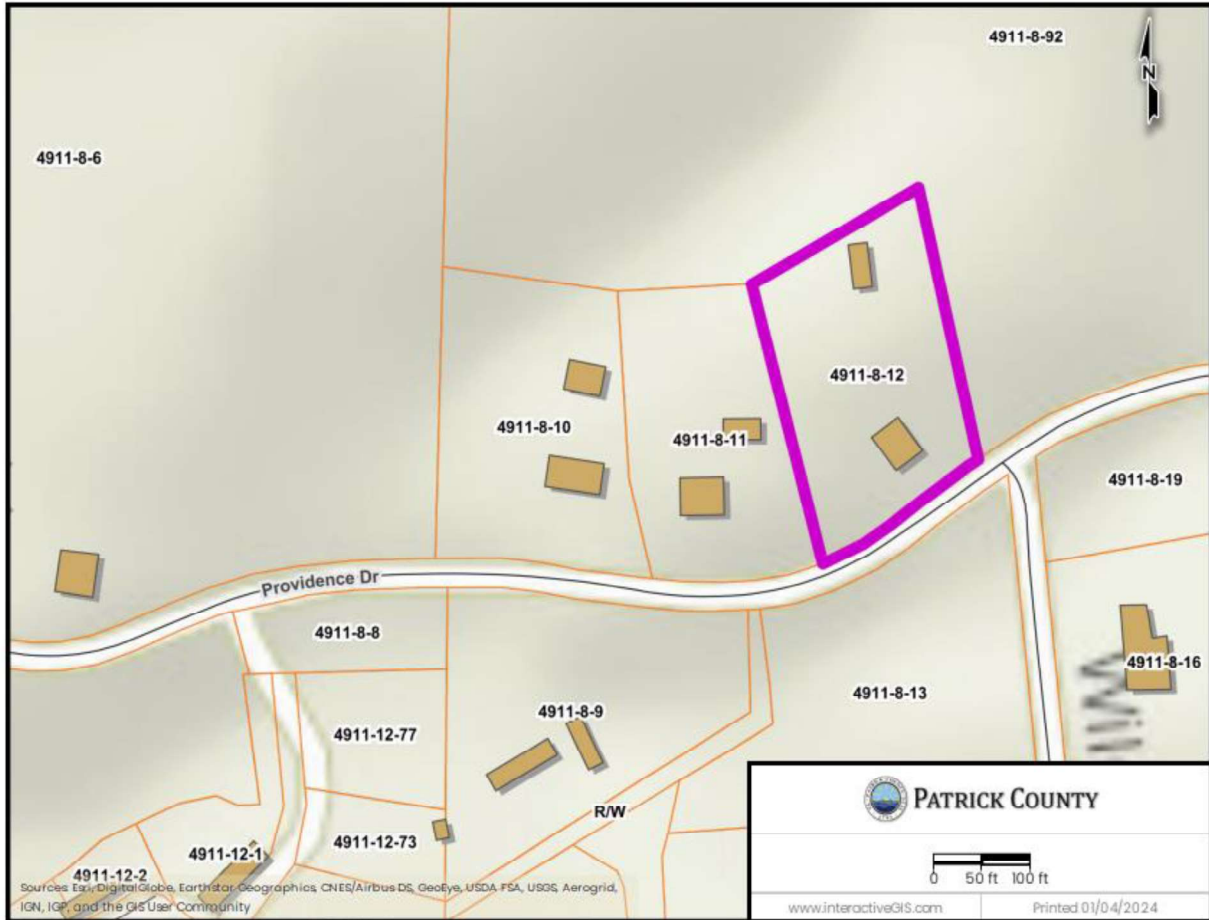 4911-8-92
N
4911-8-6
4911-8-12
4911-8-10
4911-8-11
4911-8-19
Providence Dr
4911-8-8
4911-8-16
4911-8-13
4911-8-9
4911-12-77
R/W
4911-12-73
4911-12-1
4911-12-2
PATRICK COUNTY
0 50 ft 100 ft
Sources: Esri, DigitalGlobe, Earthstar Geographics, CNES/Airbus DS, GeoEye, USDA FSA, USGS, Aerogrid,
IGN, IGP, and the GIS User Community
www.interactiveGIS.com
Printed 01/04/2024